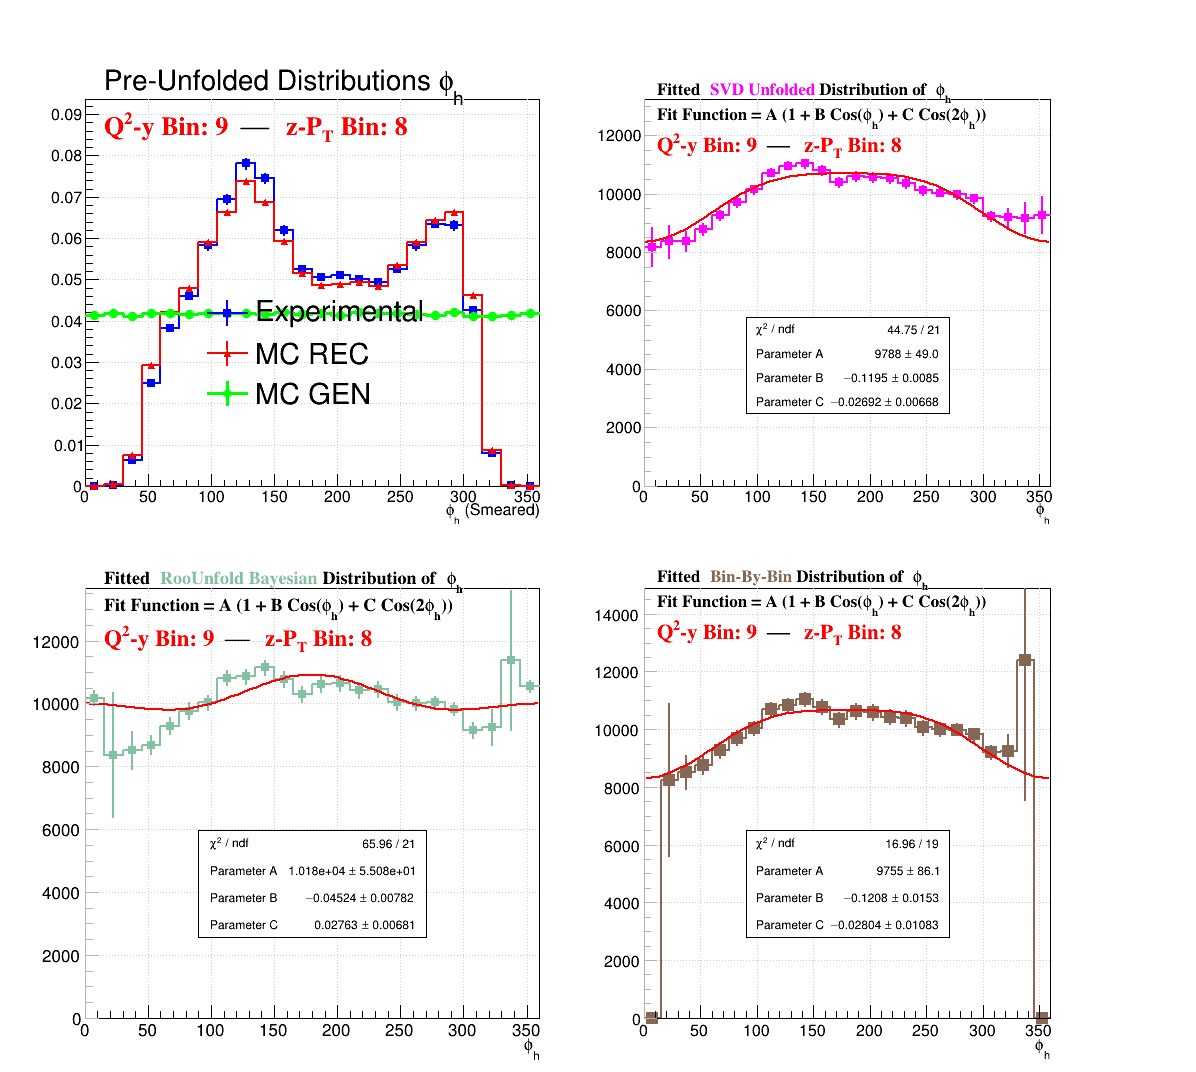 Pre-Unfolded Distributions ϕh
Q2-y Bin: 9 — z-PT Bin: 8
0.09
0.08
0.07
0.06
0.05
0.04
0.03
0.02
0.01
0
Experimental
MC REC
MC GEN
0 50 100 150 200 250 300 350
ϕh (Smeared)
Fitted SVD Unfolded Distribution of ϕh
Fit Function = A (1 + B Cos(ϕh) + C Cos(2ϕh))
Q2-y Bin: 9 — z-PT Bin: 8
12000
10000
8000
6000
4000
2000
0
χ2 / ndf 44.75 / 21
Parameter A 9788 ± 49.0
Parameter B −0.1195 ± 0.0085
Parameter C −0.02692 ± 0.00668
0 50 100 150 200 250 300 350
ϕh
Fitted RooUnfold Bayesian Distribution of ϕh
Fit Function = A (1 + B Cos(ϕh) + C Cos(2ϕh))
Q2-y Bin: 9 — z-PT Bin: 8
12000
10000
8000
6000
4000
2000
0
χ2 / ndf 65.96 / 21
Parameter A 1.018e+04 ± 5.508e+01
Parameter B −0.04524 ± 0.00782
Parameter C 0.02763 ± 0.00681
0 50 100 150 200 250 300 350
ϕh
Fitted Bin-By-Bin Distribution of ϕh
Fit Function = A (1 + B Cos(ϕh) + C Cos(2ϕh))
Q2-y Bin: 9 — z-PT Bin: 8
14000
12000
10000
8000
6000
4000
2000
0
χ2 / ndf 16.96 / 19
Parameter A 9755 ± 86.1
Parameter B −0.1208 ± 0.0153
Parameter C −0.02804 ± 0.01083
0 50 100 150 200 250 300 350
ϕh